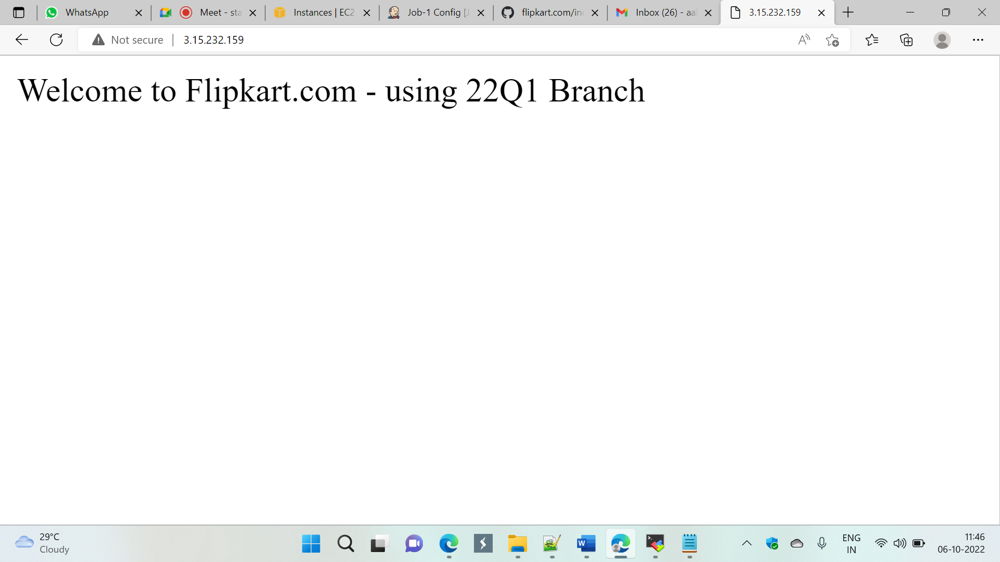 WhatsApp
Meet - sta
Instances | EC2
Job-1 Config [J
flipkart.com/in
Inbox (26) - aa
3.15.232.159
Not secure
3.15.232.159
Welcome to Flipkart.com - using 22Q1 Branch
29°C
Cloudy
ENG
IN
11:46
06-10-2022